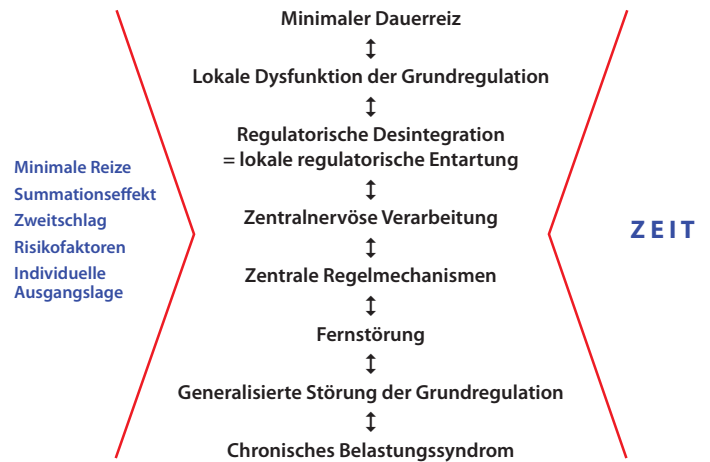 Minimaler Dauerreiz
↕
Lokale Dysfunktion der Grundregulation
↕
Regulatorische Desintegration
= lokale regulatorische Entartung
↕
Zentralnervöse Verarbeitung
↕
Zentrale Regelmechanismen
↕
Fernstörung
↕
Generalisierte Störung der Grundregulation
↕
Chronisches Belastungssyndrom
Minimale Reize
Summationseffekt
Zweitschlag
Risikofaktoren
Individuelle
Ausgangslage
ZEIT